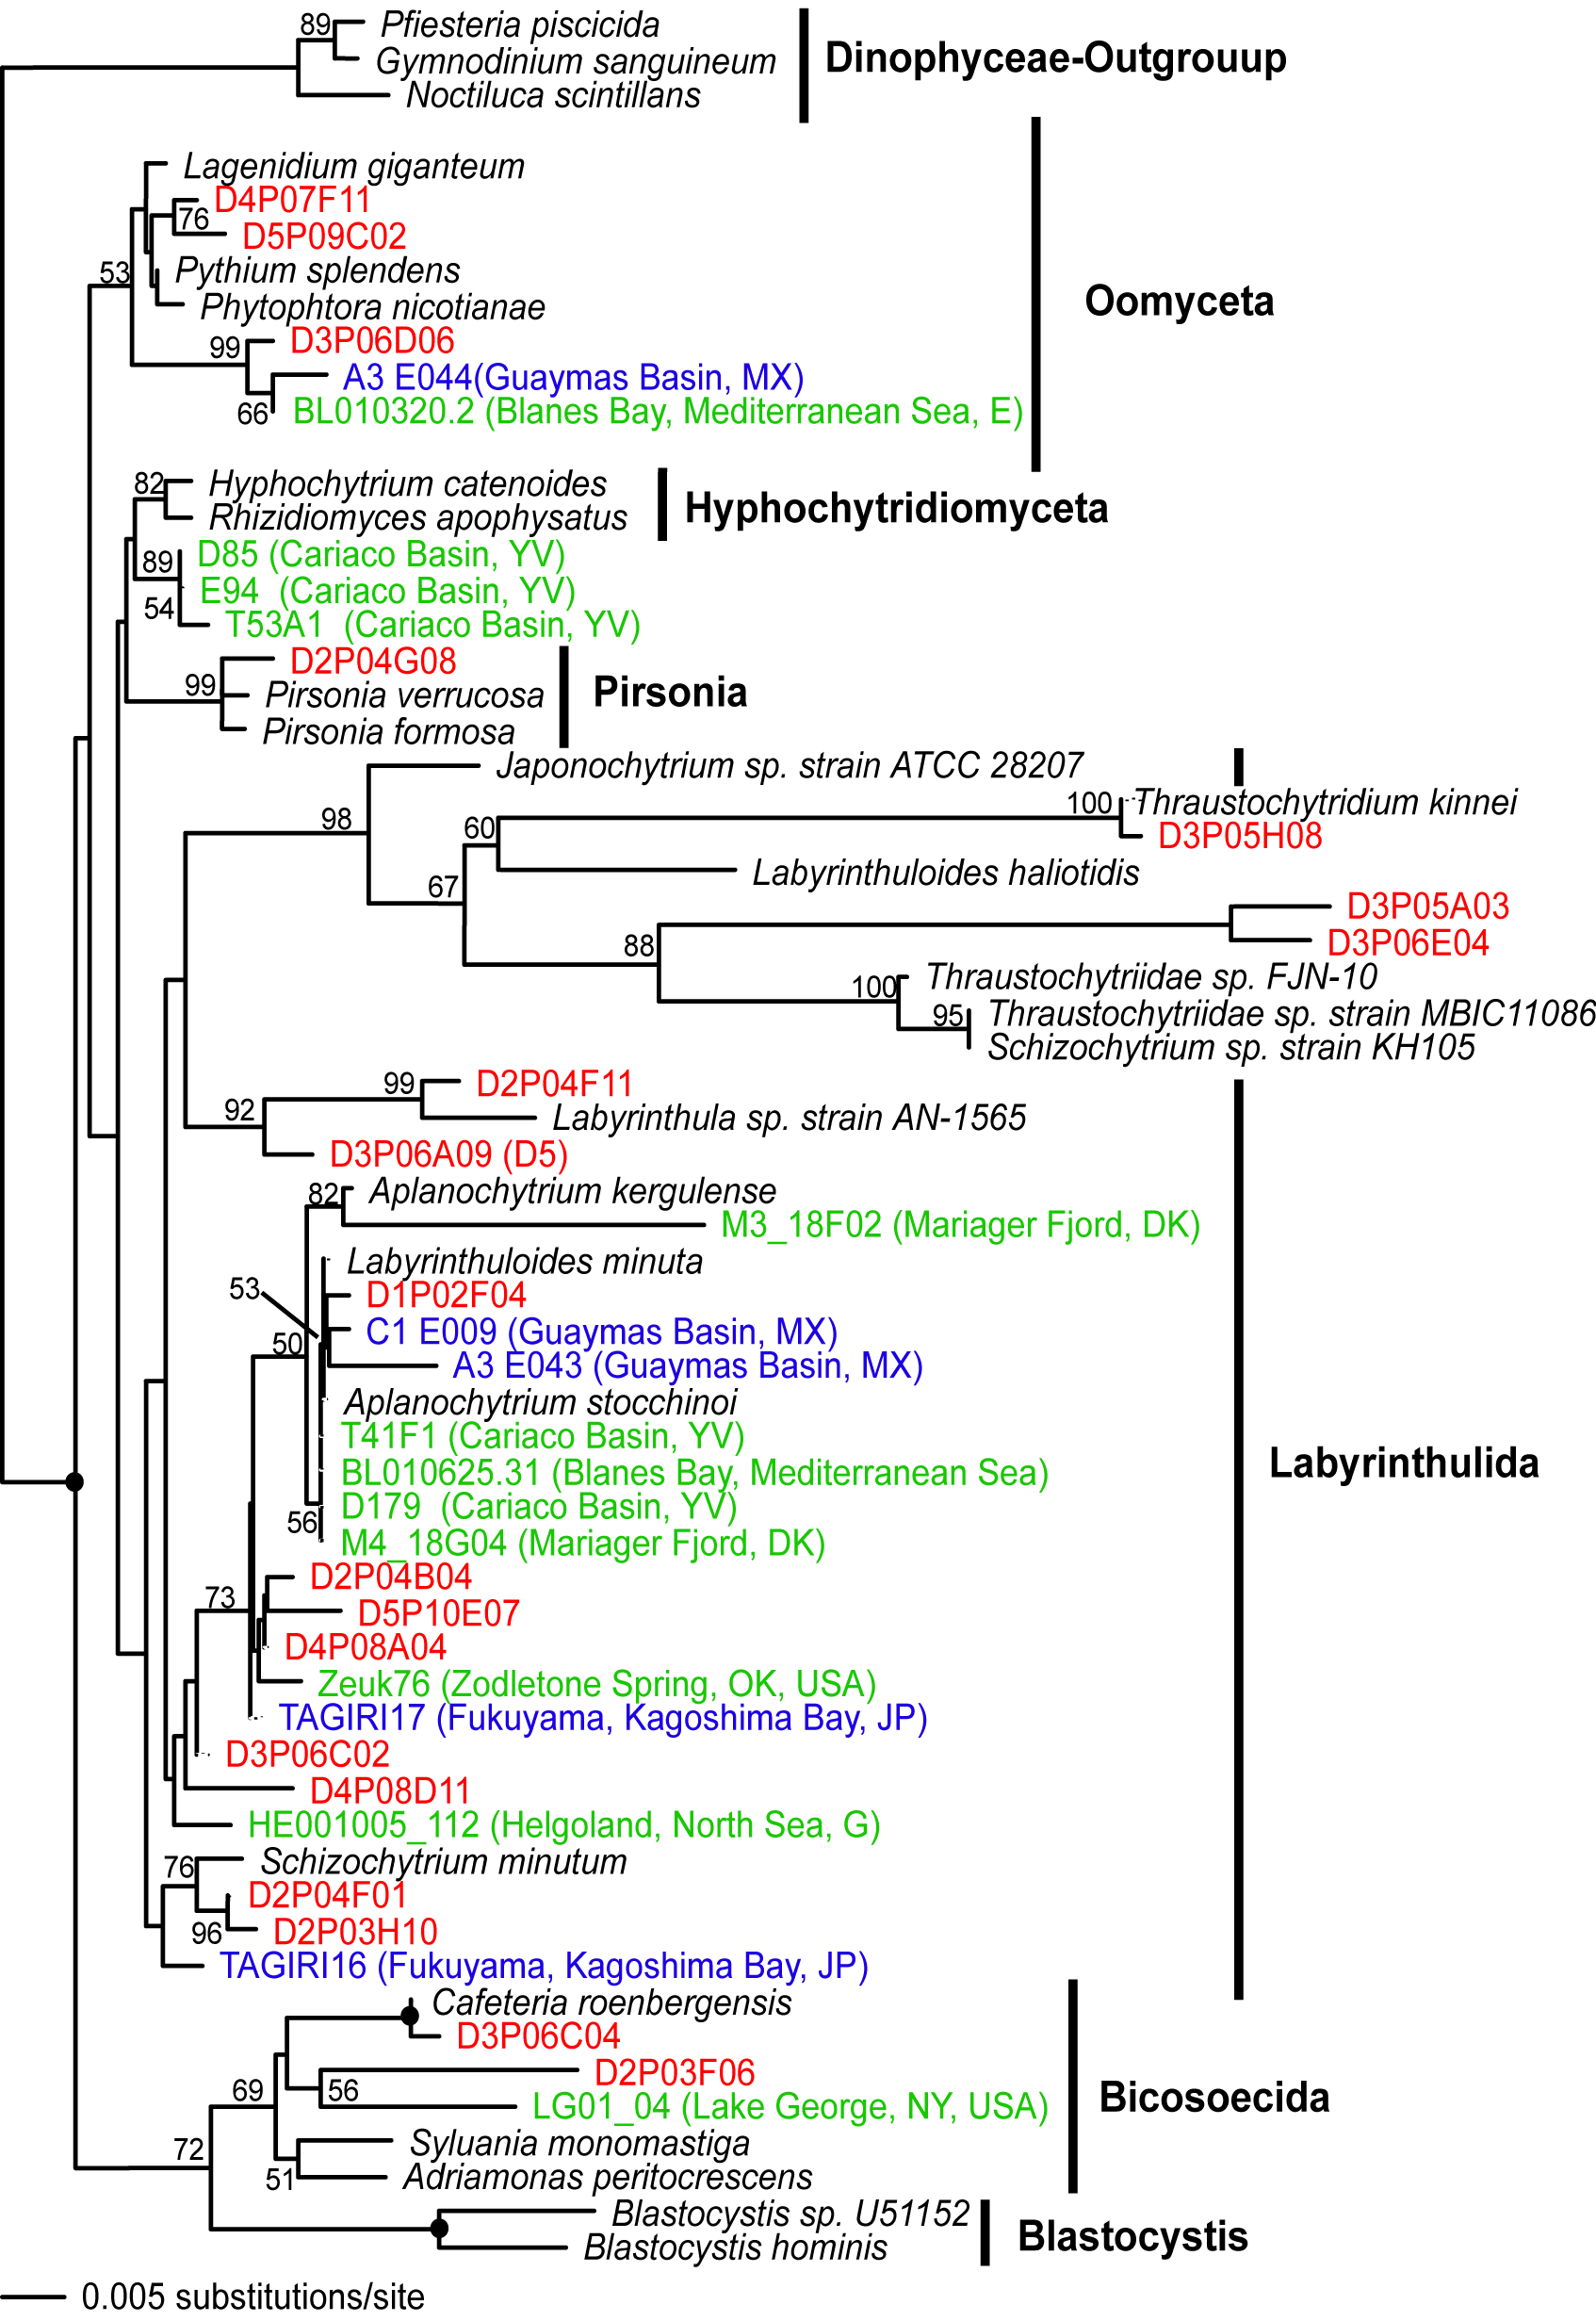 89
Pfiesteria piscicida
Gymnodinium sanguineum
Noctiluca scintillans
Dinophyceae-Outgrouup
Lagenidium giganteum
D4P07F11
76
D5P09C02
53
Pythium splendens
Phytophtora nicotianae
Oomyceta
D3P06D06
99
A3 E044(Guaymas Basin, MX)
66
BL010320.2 (Blanes Bay, Mediterranean Sea, E)
82
Hyphochytrium catenoides
Rhizidiomyces apophysatus
Hyphochytridiomyceta
D85 (Cariaco Basin, YV)
89
E94 (Cariaco Basin, YV)
54
T53A1 (Cariaco Basin, YV)
D2P04G08
99
Pirsonia verrucosa
Pirsonia
Pirsonia formosa
Japonochytrium sp. strain ATCC 28207
100
Thraustochytridium kinnei
98
60
D3P05H08
Labyrinthuloides haliotidis
67
D3P05A03
88
D3P06E04
Thraustochytriidae sp. FJN-10
100
95
Thraustochytriidae sp. strain MBIC11086
Schizochytrium sp. strain KH105
99
D2P04F11
92
Labyrinthula sp. strain AN-1565
D3P06A09 (D5)
82
Aplanochytrium kergulense
M3_18F02 (Mariager Fjord, DK)
Labyrinthuloides minuta
53
D1P02F04
C1 E009 (Guaymas Basin, MX)
50
A3 E043 (Guaymas Basin, MX)
Aplanochytrium stocchinoi
T41F1 (Cariaco Basin, YV)
Labyrinthulida
BL010625.31 (Blanes Bay, Mediterranean Sea)
D179 (Cariaco Basin, YV)
56
M4_18G04 (Mariager Fjord, DK)
D2P04B04
73
D5P10E07
D4P08A04
Zeuk76 (Zodletone Spring, OK, USA)
TAGIRI17 (Fukuyama, Kagoshima Bay, JP)
D3P06C02
D4P08D11
HE001005_112 (Helgoland, North Sea, G)
76
Schizochytrium minutum
D2P04F01
96
D2P03H10
TAGIRI16 (Fukuyama, Kagoshima Bay, JP)
Cafeteria roenbergensis
D3P06C04
D2P03F06
69
56
LG01_04 (Lake George, NY, USA)
Bicosoecida
72
Syluania monomastiga
51
Adriamonas peritocrescens
Blastocystis sp. U51152
Blastocystis hominis
Blastocystis
0.005 substitutions/site